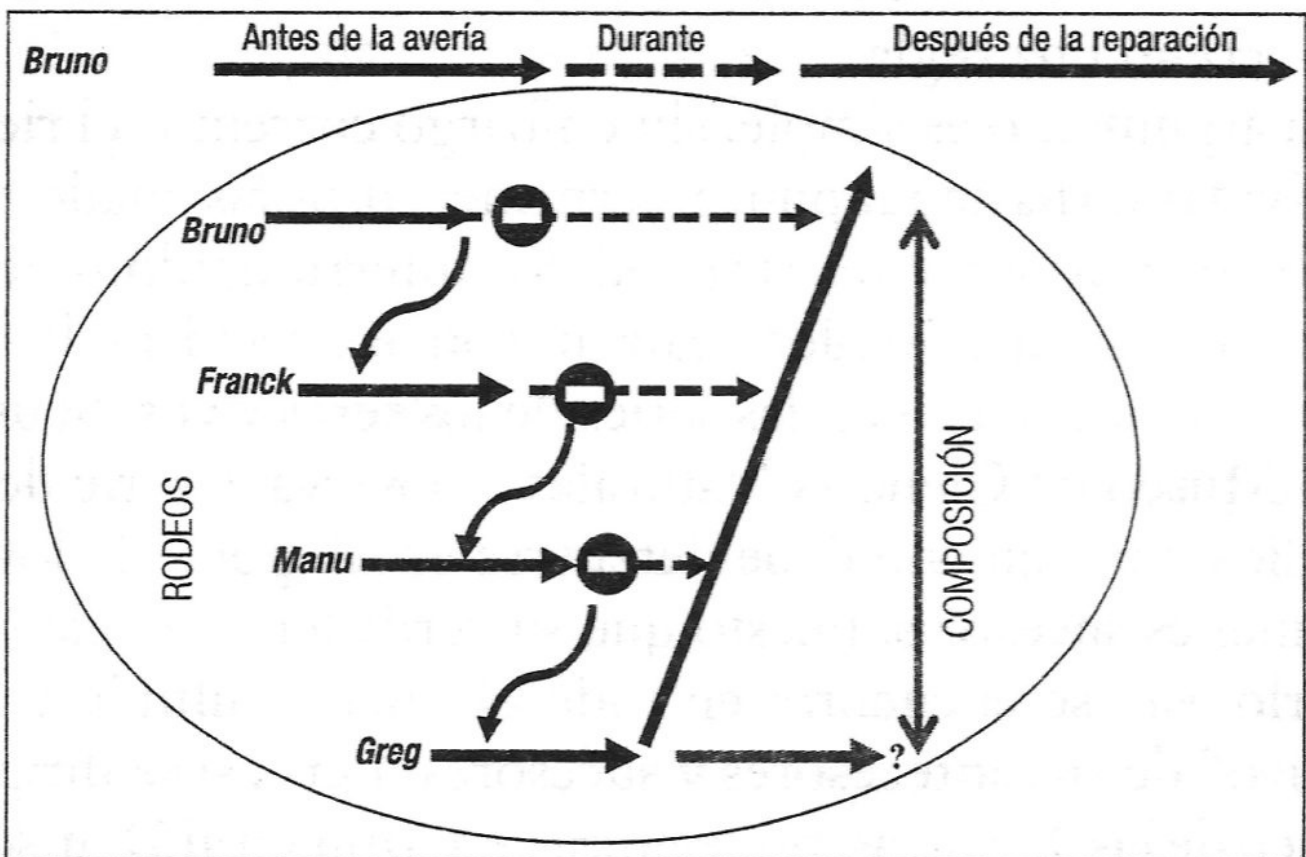 Bruno
Antes de la avería
Durante
Después de la reparación
Bruno
Franck
RODEOS
Manu
COMPOSICIÓN
Greg
?